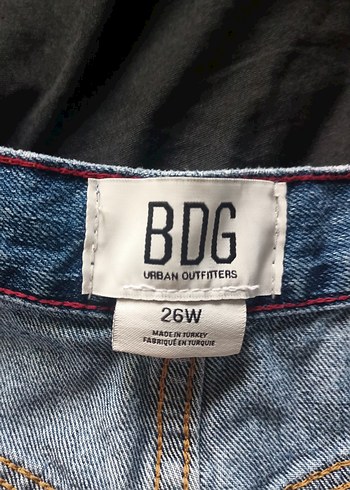 BDG
URBAN OUTFITTERS
26W
MADE IN TURKEY
FABRIQUÉ EN TURQUIE